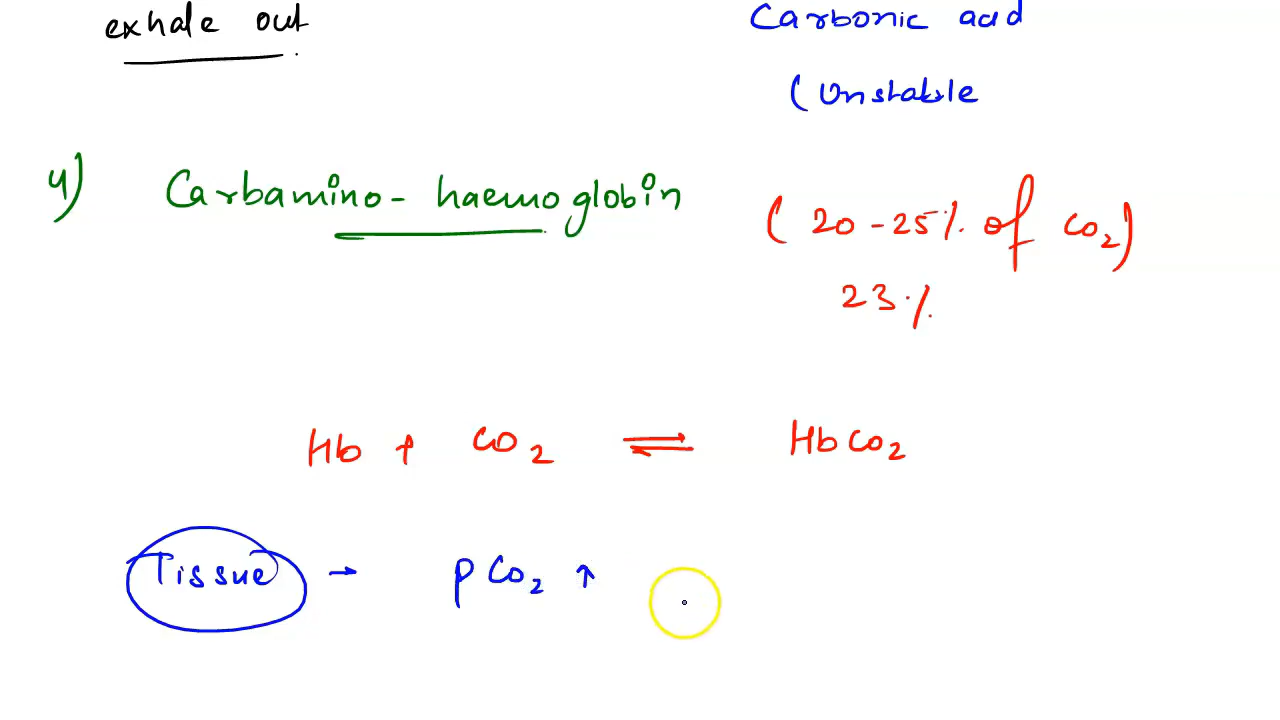 exhale out
Carbonic acid
(Unstable
4) Carbamino-haemoglobin (20-25% of CO2)
23%
Hb + CO2 ⇌ HbCO2
Tissue → pCO2 ↑